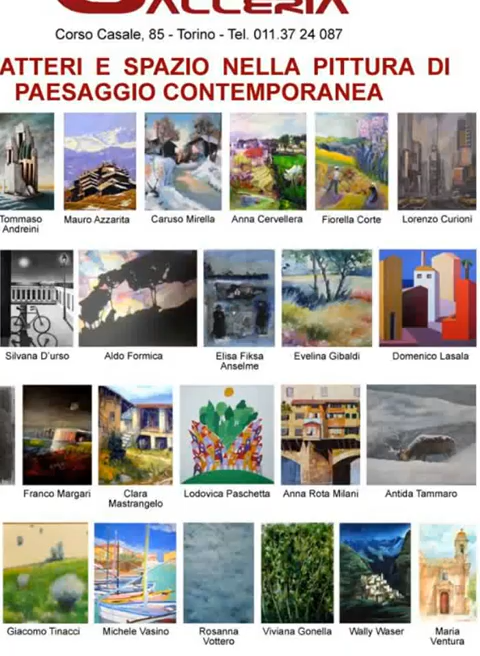 GALLERIA
Corso Casale, 85 - Torino - Tel. 011.37 24 087
ATTERI E SPAZIO NELLA PITTURA DI
PAESAGGIO CONTEMPORANEA
Tommaso
Andreini
Mauro Azzarita
Caruso Mirella
Anna Cervellera
Fiorella Corte
Lorenzo Curioni
Silvana D'urso
Aldo Formica
Elisa Fiksa
Anselme
Evelina Gibaldi
Domenico Lasala
Franco Margari
Clara
Mastrangelo
Lodovica Paschetta
Anna Rota Milani
Antida Tammaro
Giacomo Tinacci
Michele Vasino
Rosanna
Vottero
Viviana Gonella
Wally Waser
Maria
Ventura